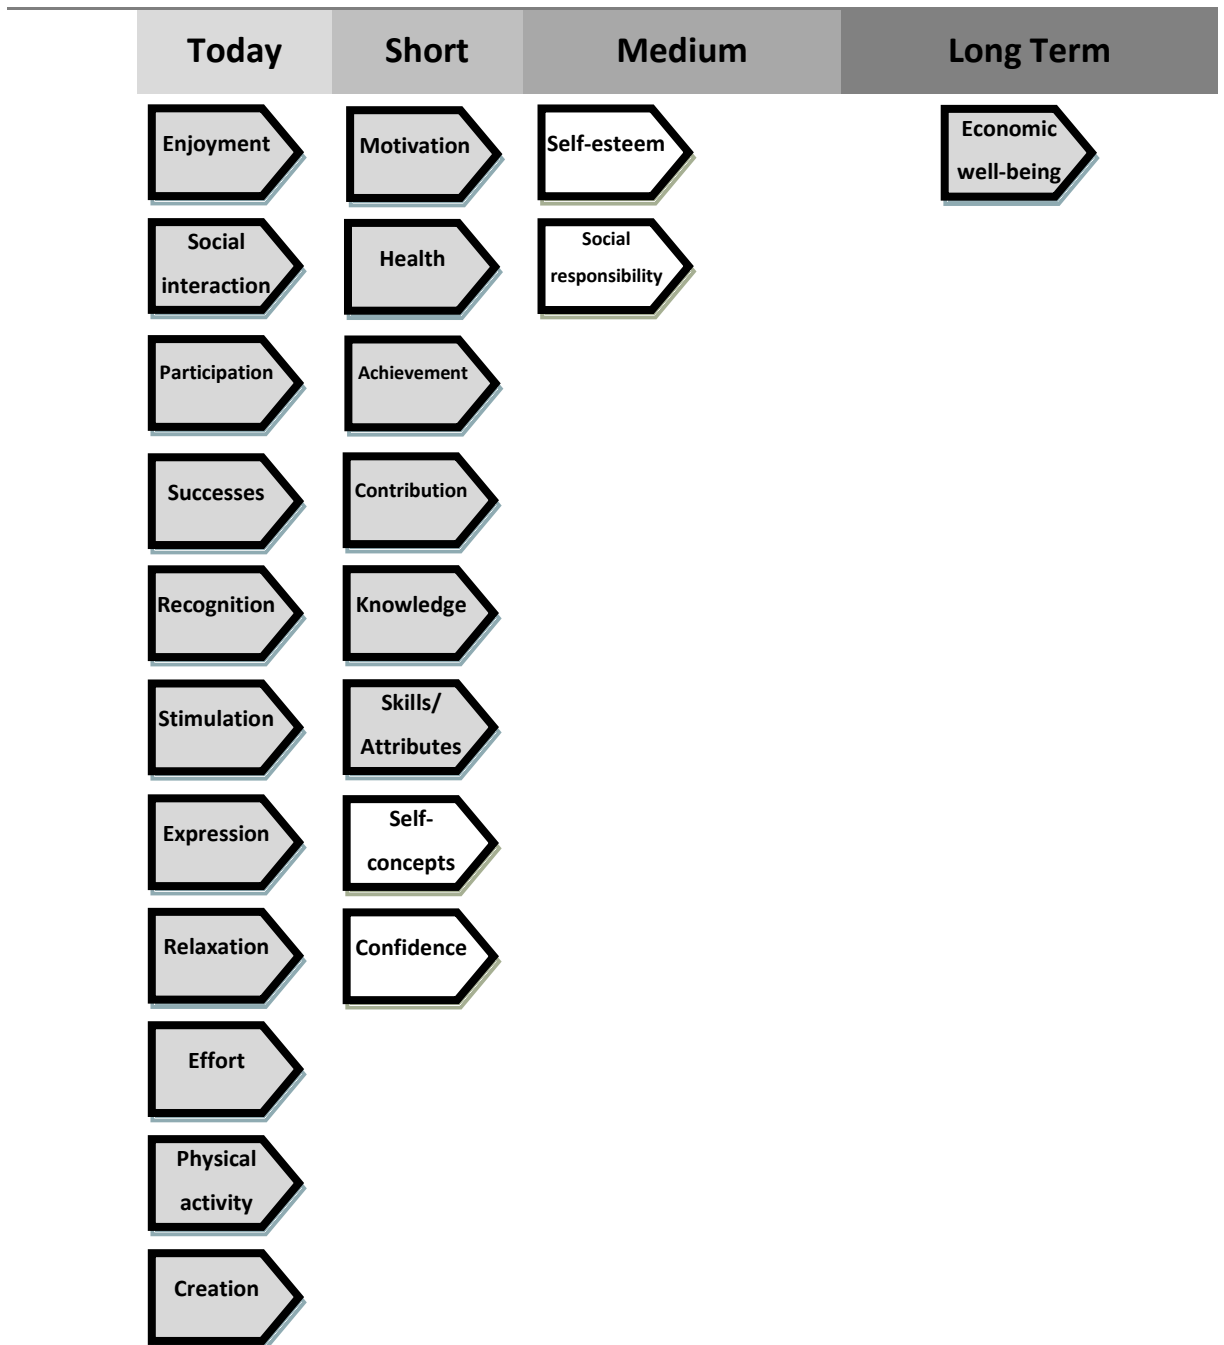 Today Short Medium Long Term
Enjoyment
Motivation
Self-esteem
Economic
well-being
Social
interaction
Health
Social
responsibility
Participation
Achievement
Successes
Contribution
Recognition
Knowledge
Stimulation
Skills/
Attributes
Expression
Self-
concepts
Relaxation
Confidence
Effort
Physical
activity
Creation